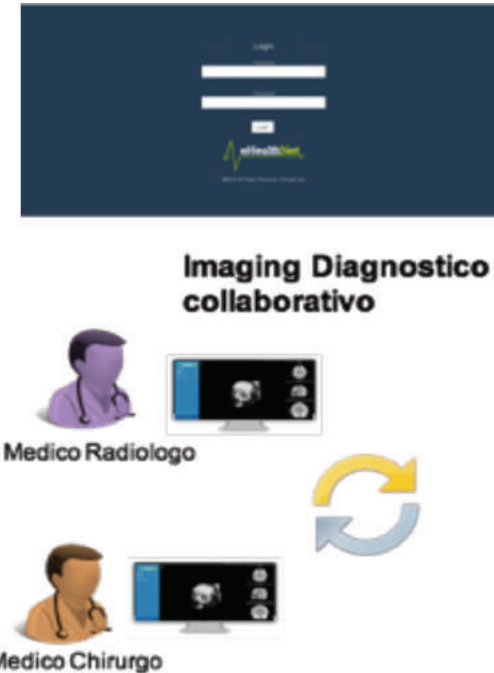 Login
eHealthNet
Imaging Diagnostico
collaborativo
Medico Radiologo
Medico Chirurgo